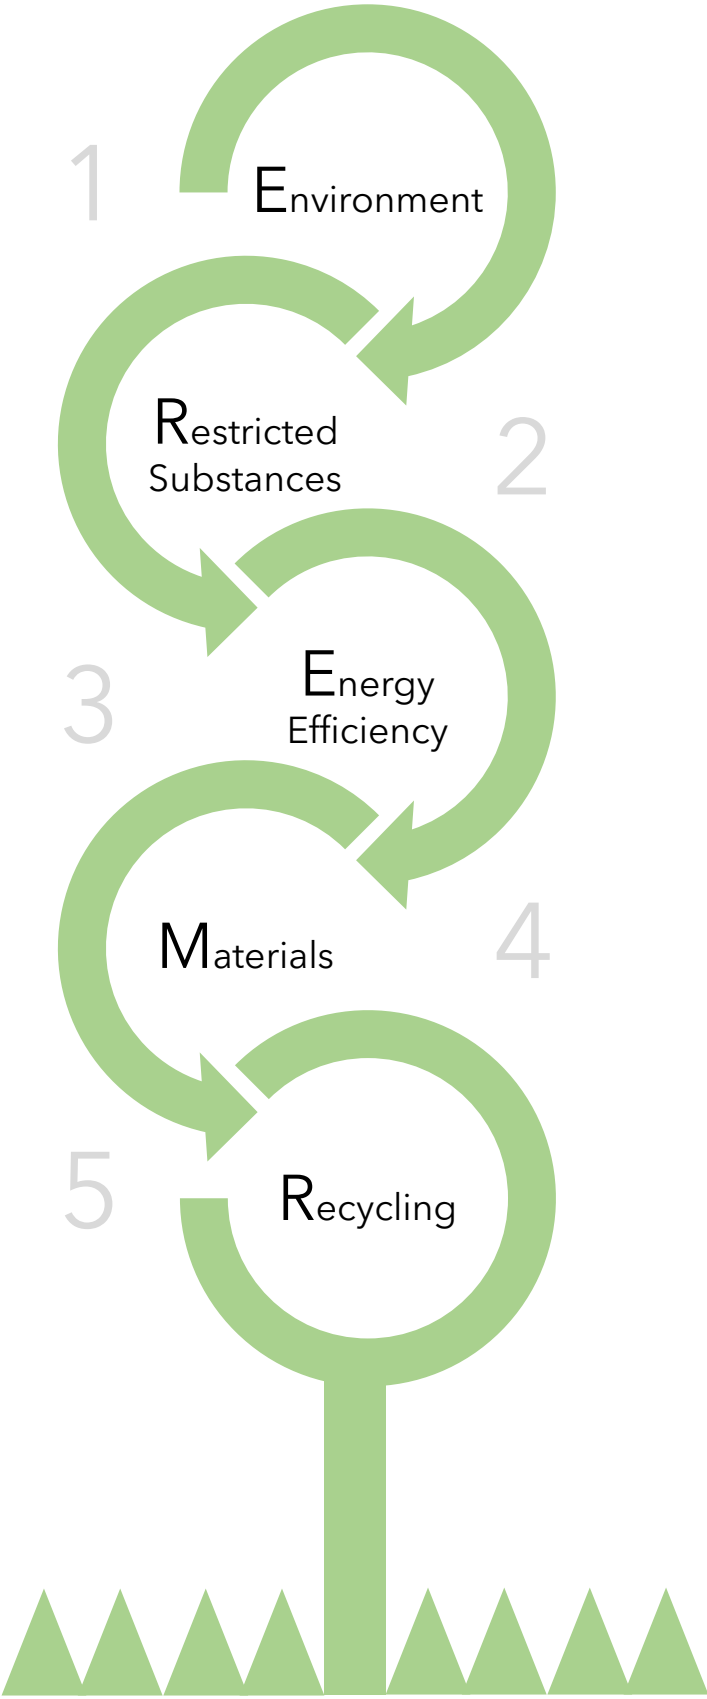 1
Environment
Restricted
Substances
2
3
Energy
Efficiency
Materials
4
5
Recycling